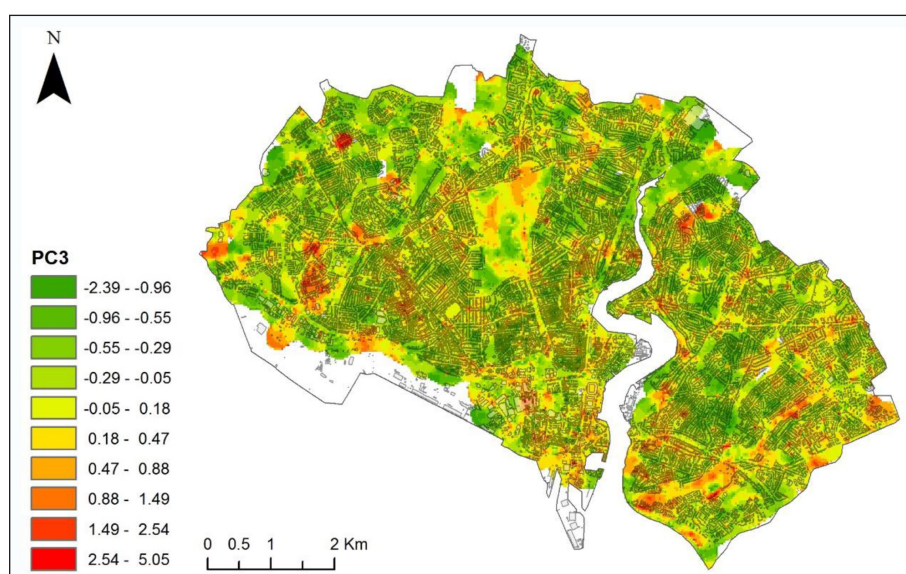 N
PC3
-2.39 - -0.96
-0.96 - -0.55
-0.55 - -0.29
-0.29 - -0.05
-0.05 - 0.18
0.18 - 0.47
0.47 - 0.88
0.88 - 1.49
1.49 - 2.54
2.54 - 5.05
0 0.5 1 2 Km